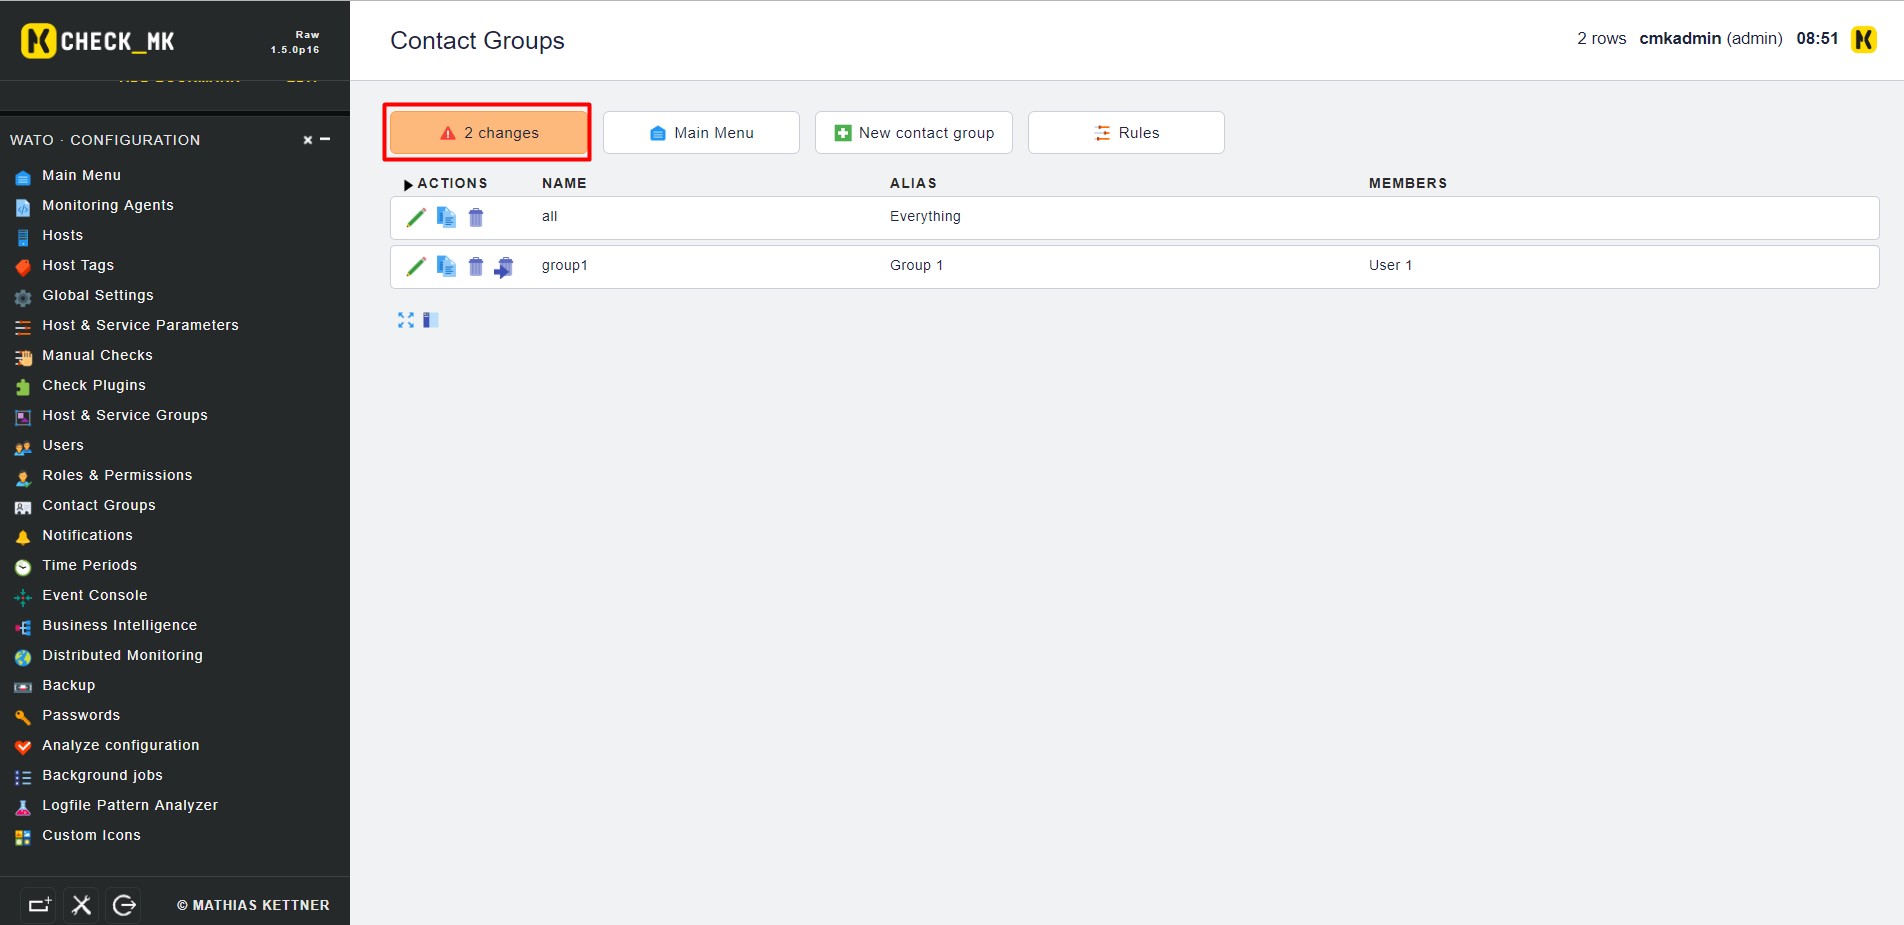 CHECK_MK
Raw
1.5.0p16
WATO · CONFIGURATION
Main Menu
Monitoring Agents
Hosts
Host Tags
Global Settings
Host & Service Parameters
Manual Checks
Check Plugins
Host & Service Groups
Users
Roles & Permissions
Contact Groups
Notifications
Time Periods
Event Console
Business Intelligence
Distributed Monitoring
Backup
Passwords
Analyze configuration
Background jobs
Logfile Pattern Analyzer
Custom Icons
© MATHIAS KETTNER
Contact Groups
2 rows cmkadmin (admin) 08:51
2 changes
Main Menu
New contact group
Rules
ACTIONS NAME ALIAS MEMBERS
all Everything
group1 Group 1 User 1